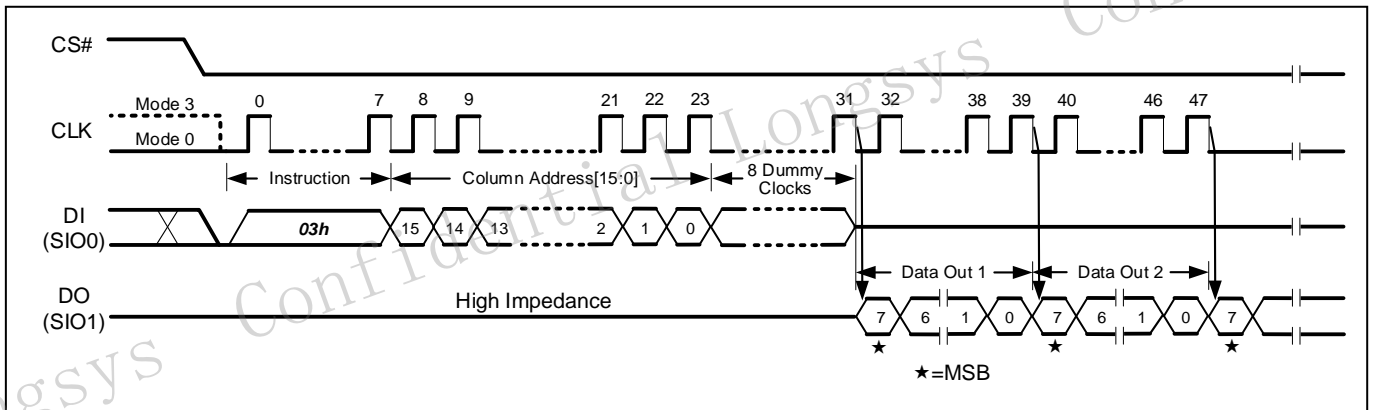 CS#
Mode 3
Mode 0
CLK
0 7 8 9 21 22 23 31 32 38 39 40 46 47
Instruction
Column Address[15:0]
8 Dummy
Clocks
DI
(SIO0)
03h 15 14 13 2 1 0
Data Out 1
Data Out 2
DO
(SIO1)
High Impedance
7 6 1 0 7 6 1 0 7
★ ★ ★
★=MSB
Confidential Longsys
Con
ngsys